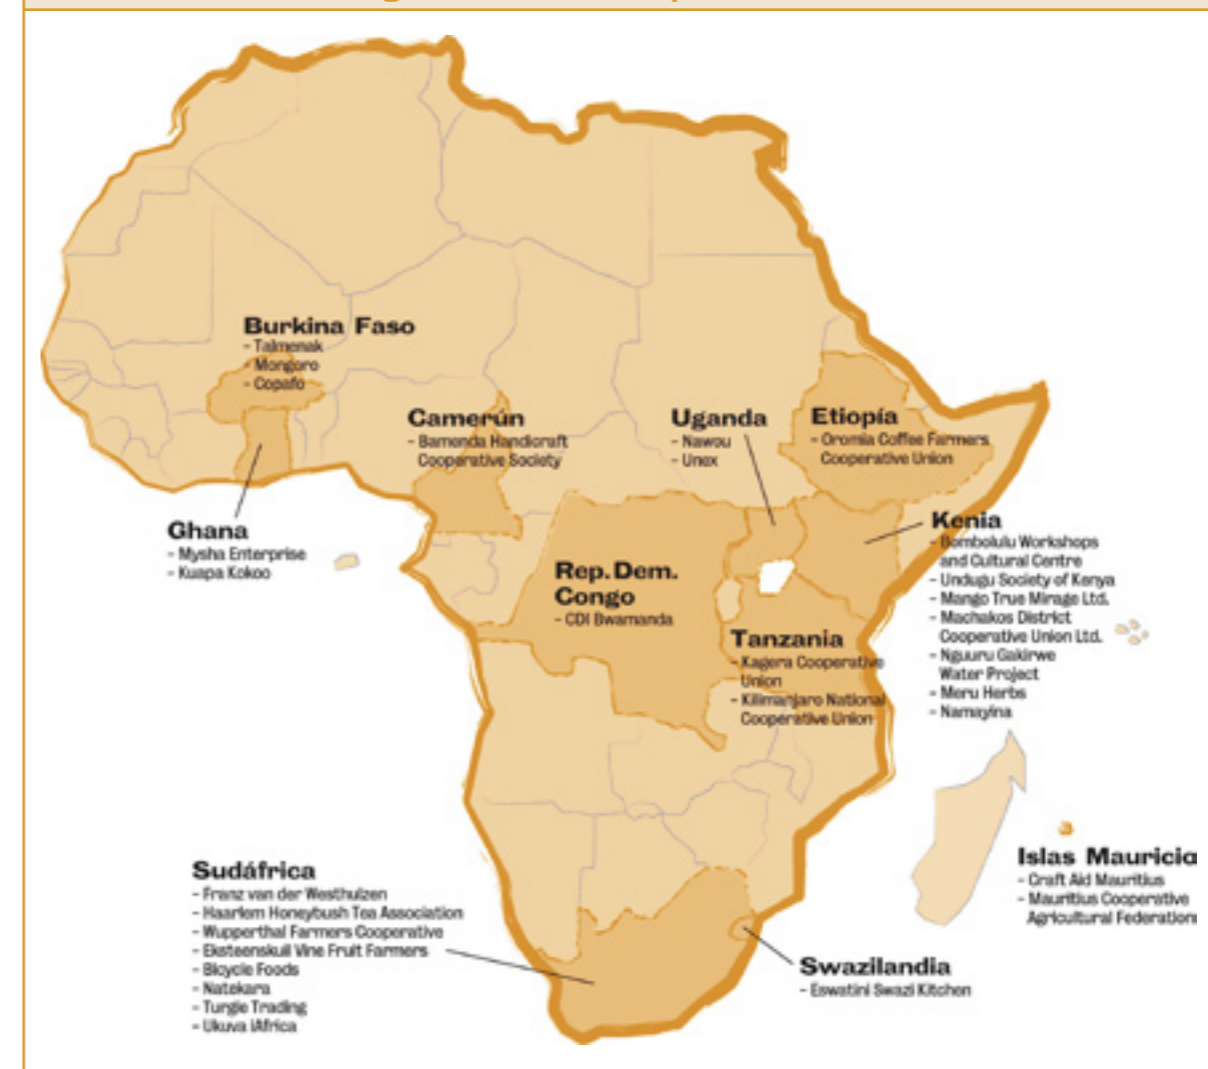 Burkina Faso
- Talmenak
- Mongoro
- Copafo
Camerún
- Bamenda Handicraft
Cooperative Society
Uganda
- Nawou
- Unex
Etiopía
- Oromia Coffee Farmers
Cooperative Union
Ghana
- Mysha Enterprise
- Kuapa Kokoo
Rep. Dem.
Congo
- CDI Bwamanda
Kenia
- Bombolulu Workshops
and Cultural Centre
- Undugu Society of Kenya
- Mango True Mirage Ltd.
- Machakos District
Cooperative Union Ltd.
- Nguuru Gakirwe
Water Project
- Meru Herbs
- Namayina
Tanzania
- Kagera Cooperative
Union
- Kilimanjaro National
Cooperative Union
Islas Mauricio
- Craft Aid Mauritius
- Mauritius Cooperative
Agricultural Federation
Sudáfrica
- Franz van der Westhuizen
- Haarlem Honeybush Tea Association
- Wupperthal Farmers Cooperative
- Eksteenskuil Vine Fruit Farmers
- Bicycle Foods
- Natekara
- Turgie Trading
- Ukuva iAfrica
Swazilandia
- Eswatini Swazi Kitchen